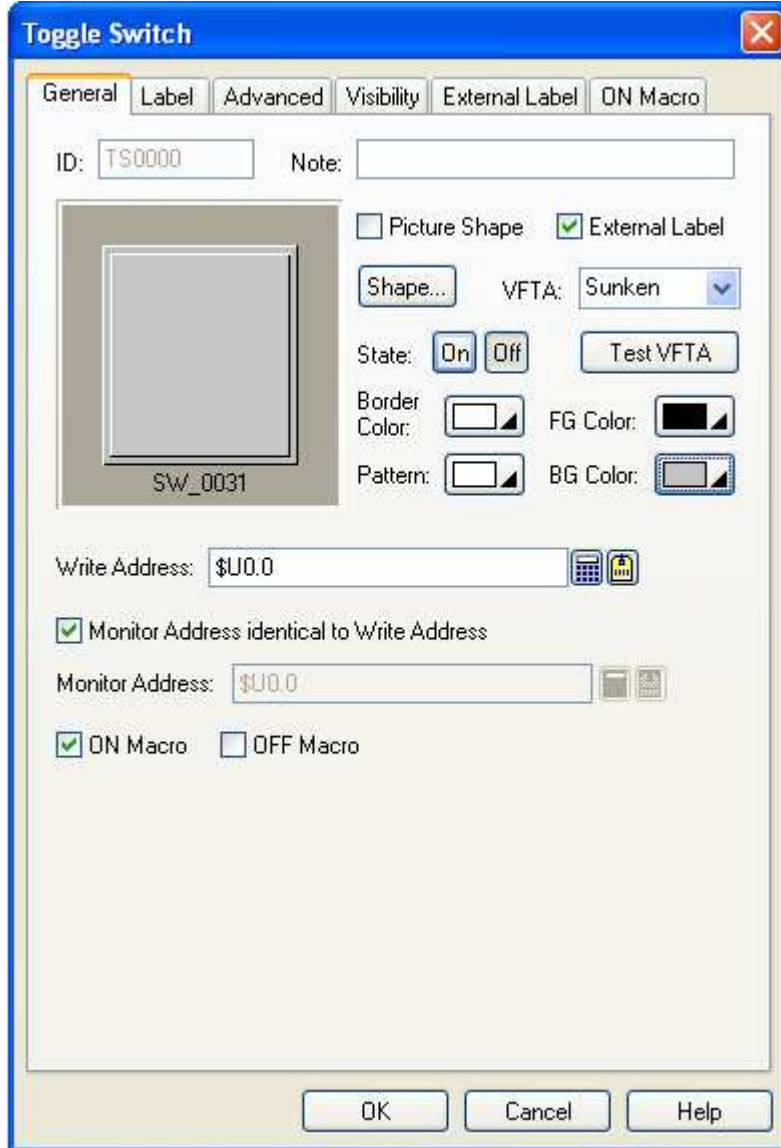 Toggle Switch
General Label Advanced Visibility External Label ON Macro
ID: TS0000 Note:
Picture Shape External Label
Shape... VFTA: Sunken
State: On Off Test VFTA
Border Color: FG Color:
SW_0031 Pattern: BG Color:
Write Address: $U0.0
Monitor Address identical to Write Address
Monitor Address: $U0.0
ON Macro OFF Macro
OK Cancel Help